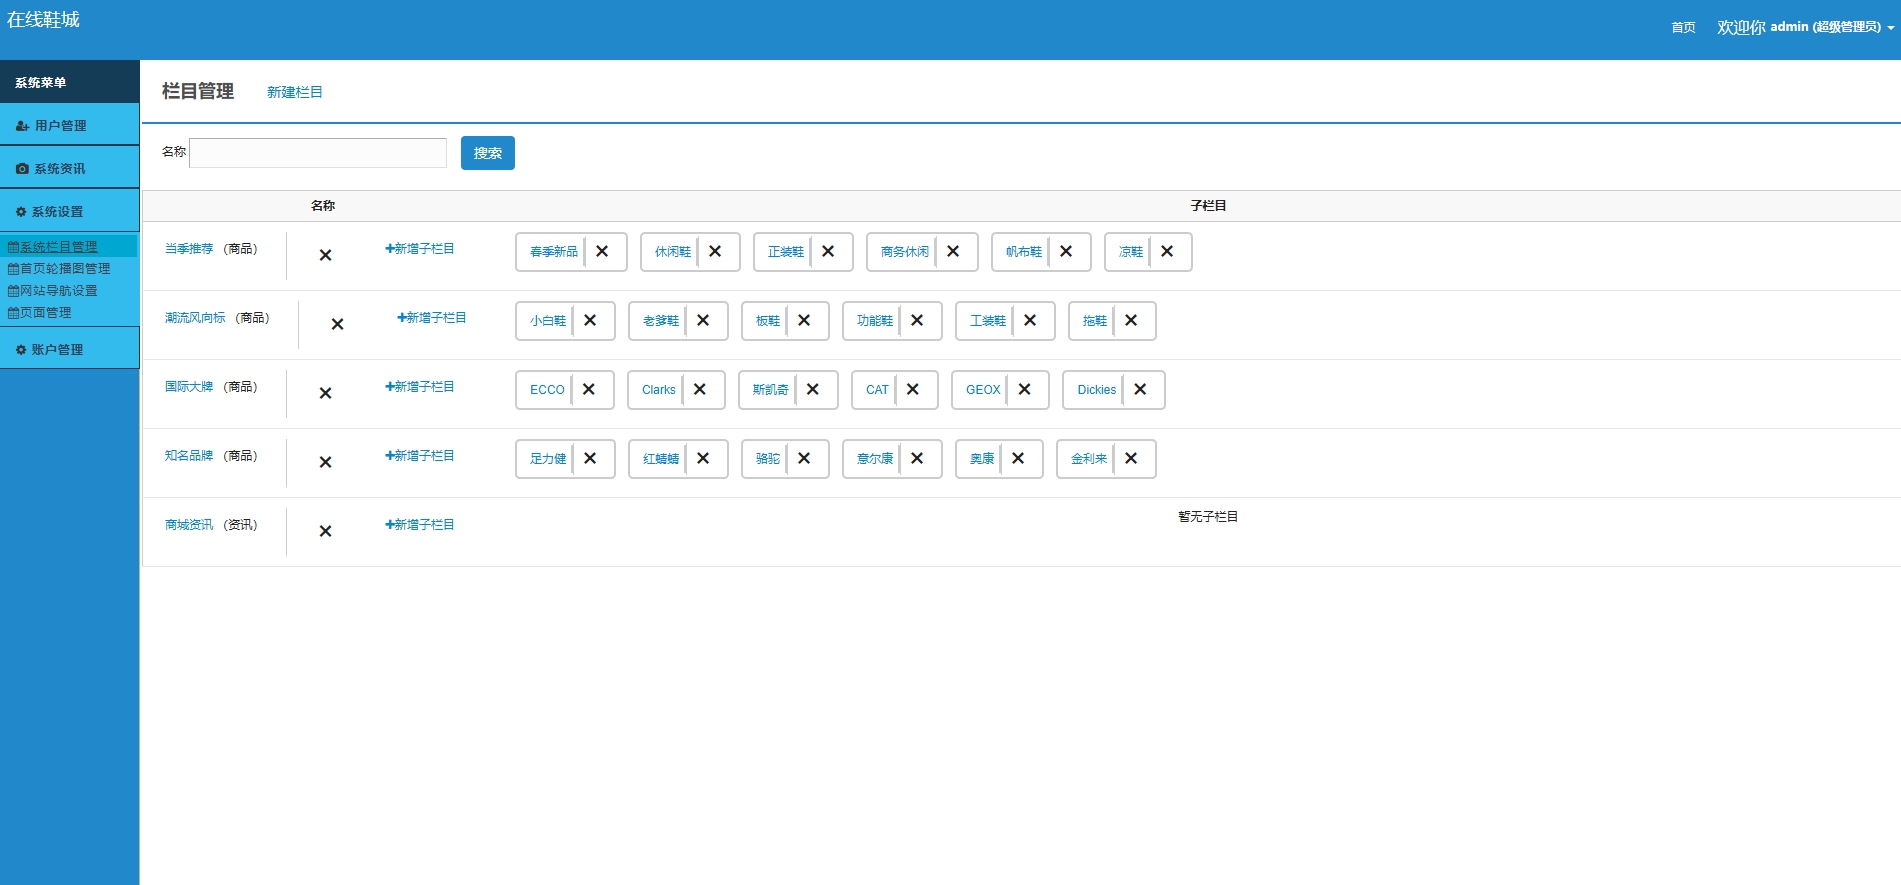 在线鞋城
首页 欢迎你 admin (超级管理员)
系统菜单
用户管理
系统资讯
系统设置
系统栏目管理
首页轮播图管理
网站导航设置
页面管理
账户管理
栏目管理 新建栏目
名称 搜索
名称 子栏目
当季推荐 (商品) 新增子栏目 春季新品 休闲鞋 正装鞋 商务休闲 帆布鞋 凉鞋
潮流风向标 (商品) 新增子栏目 小白鞋 老爹鞋 板鞋 功能鞋 工装鞋 拖鞋
国际大牌 (商品) 新增子栏目 ECCO Clarks 斯凯奇 CAT GEOX Dickies
知名品牌 (商品) 新增子栏目 足力健 红蜻蜻 骆驼 意尔康 奥康 金利来
商城资讯 (资讯) 新增子栏目 暂无子栏目